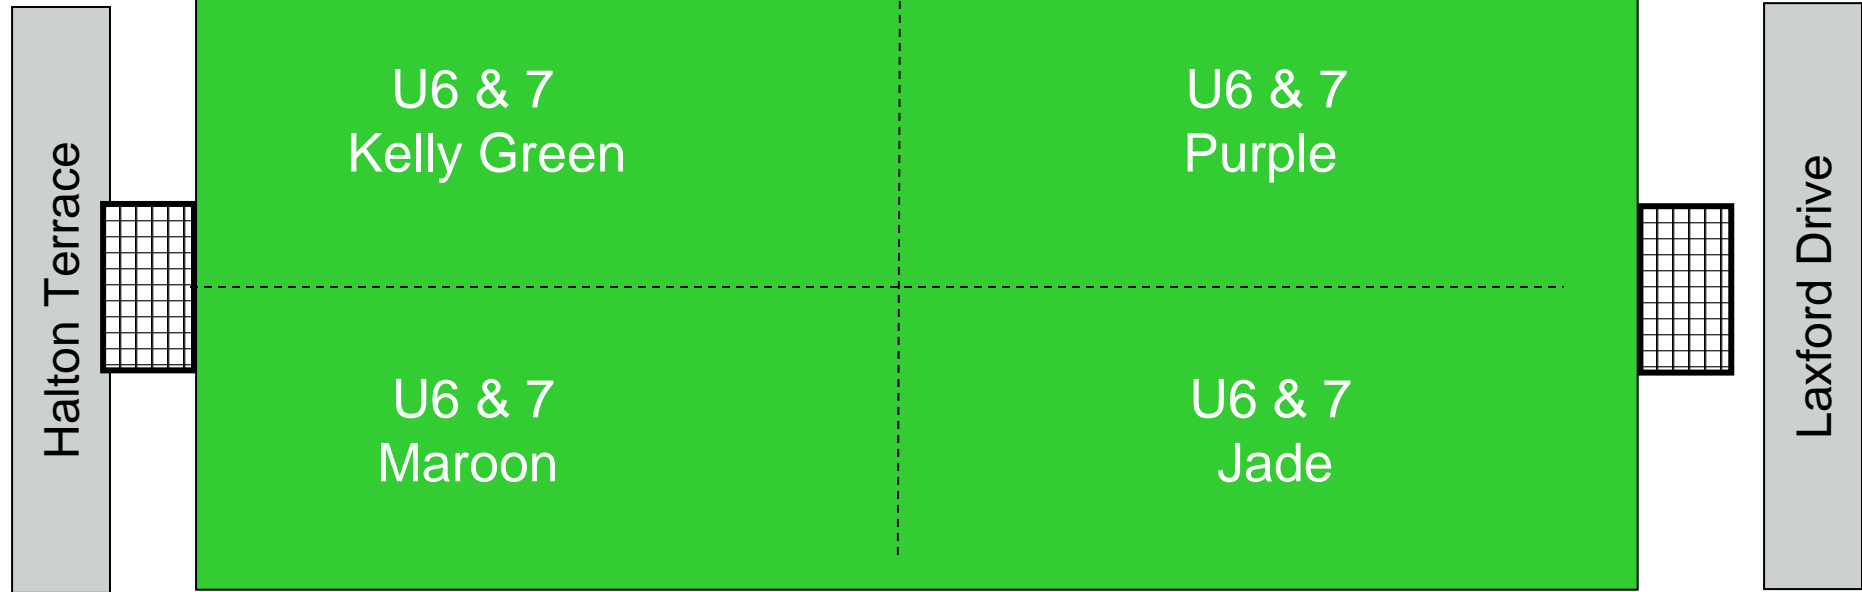 Halton Terrace
U6 & 7
Kelly Green
U6 & 7
Purple
U6 & 7
Maroon
U6 & 7
Jade
Laxford Drive